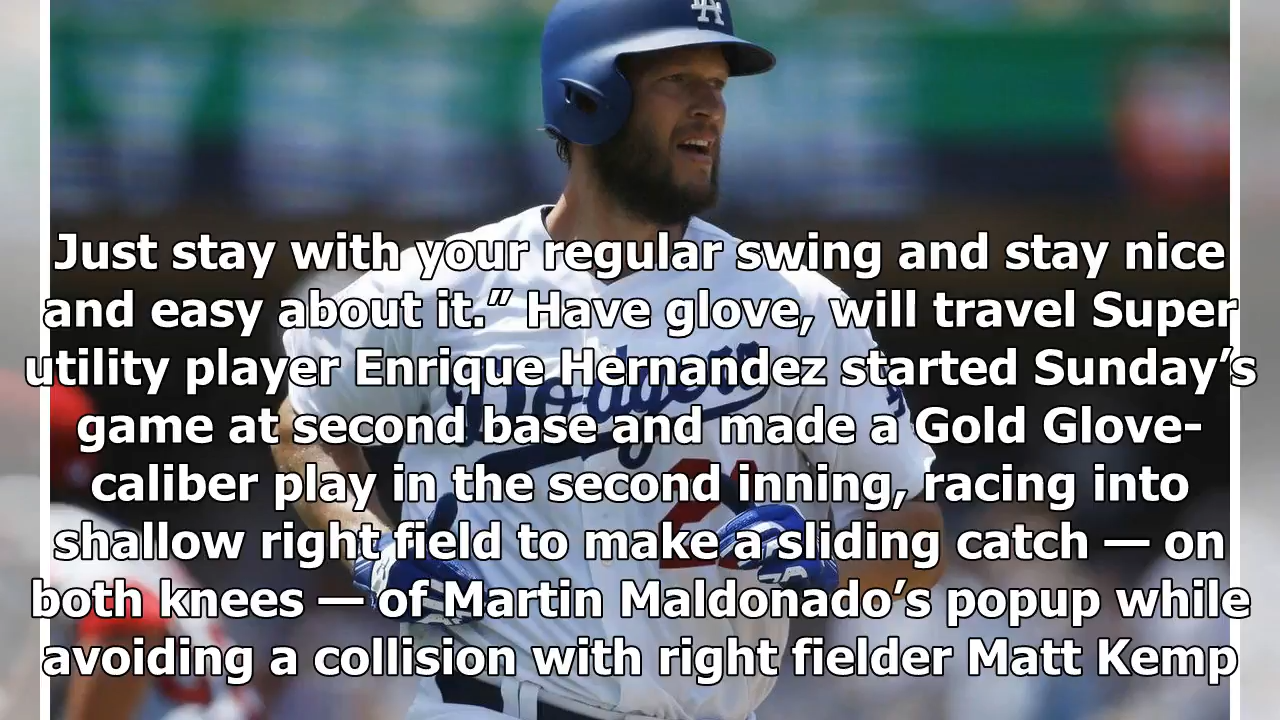 LA
Just stay with your regular swing and stay nice
and easy about it.” Have glove, will travel Super
utility player Enrique Hernandez started Sunday’s
game at second base and made a Gold Glove-
caliber play in the second inning, racing into
shallow right field to make a sliding catch — on
both knees — of Martin Maldonado’s popup while
avoiding a collision with right fielder Matt Kemp
Dodgers